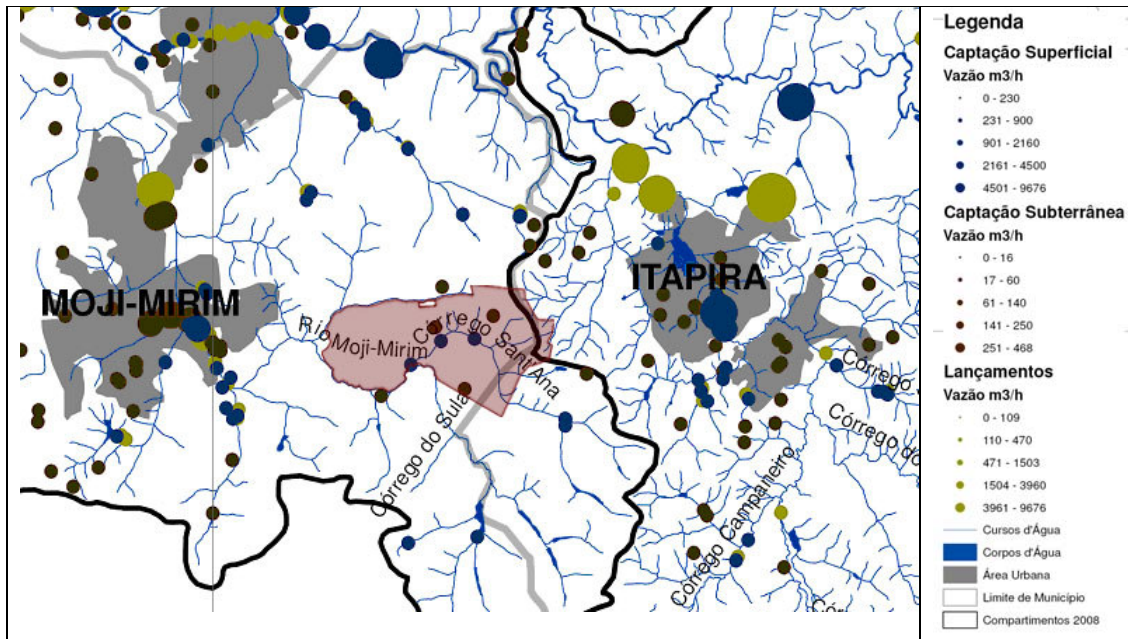 MOJI-MIRIM
ITAPIRA
Rio Moji-Mirim
Córrego Sant'Ana
Córrego do Sula
Córrego Campaneiro
Córrego
Córrego do
Córr
Legenda
Captação Superficial
Vazão m3/h
0 - 230
231 - 900
901 - 2160
2161 - 4500
4501 - 9676
Captação Subterrânea
Vazão m3/h
0 - 16
17 - 60
61 - 140
141 - 250
251 - 468
Lançamentos
Vazão m3/h
0 - 109
110 - 470
471 - 1503
1504 - 3960
3961 - 9676
Cursos d'Água
Corpos d'Água
Área Urbana
Limite de Município
Compartimentos 2008